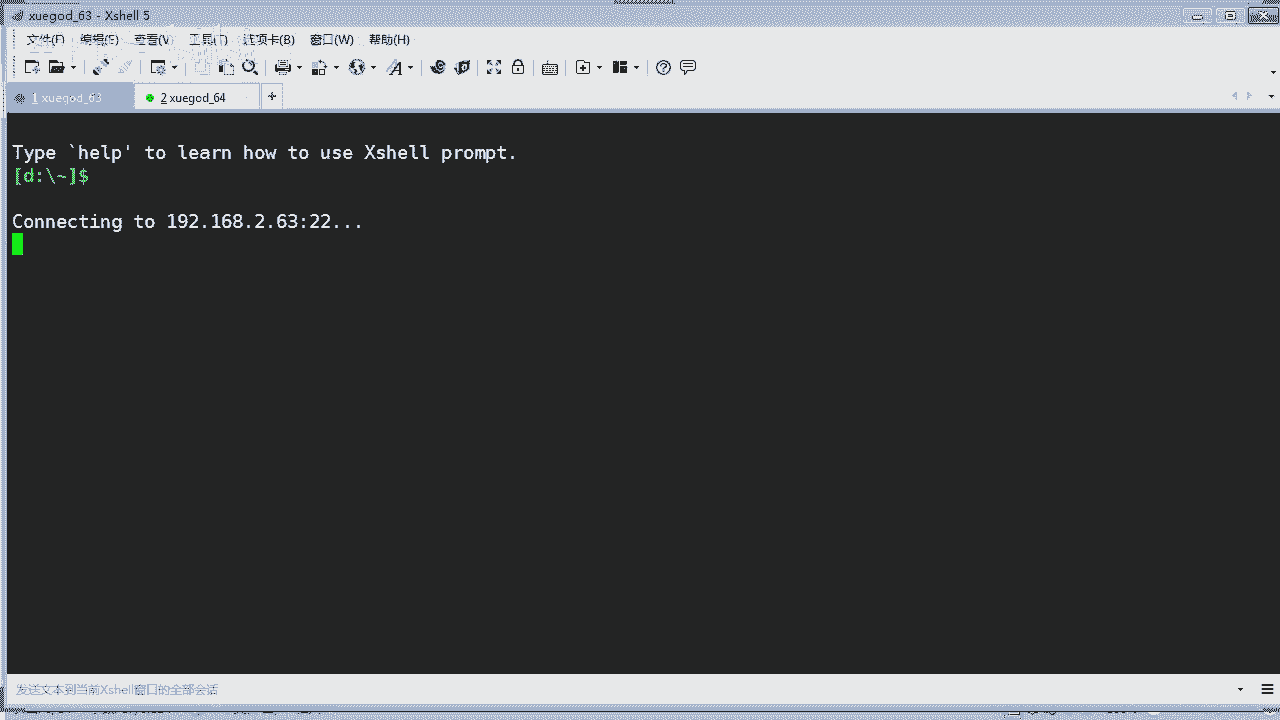 xuegod_63 - Xshell 5
文件(F) 编辑(E) 查看(V) 工具(T) 选项卡(B) 窗口(W) 帮助(H)
1 xuegod_63 2 xuegod_64 +
Type `help' to learn how to use Xshell prompt.
[d:\~]$
Connecting to 192.168.2.63:22...
发送文本到当前Xshell窗口的全部会话